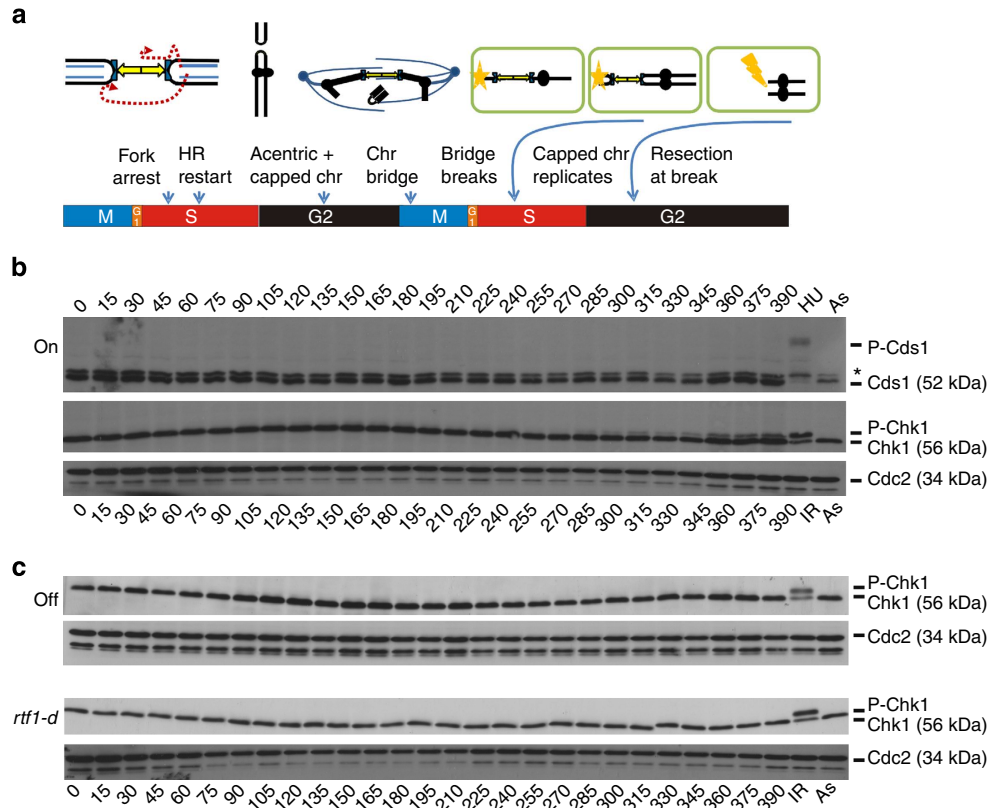 a
Fork arrest
HR restart
Acentric + capped chr
Chr bridge
Bridge breaks
Capped chr replicates
Resection at break
M G1 S G2 M G1 S G2
b
0 15 30 45 60 75 90 105 120 135 150 165 180 195 210 225 240 255 270 285 300 315 330 345 360 375 390 HU As
On
P-Cds1
*
Cds1 (52 kDa)
P-Chk1
Chk1 (56 kDa)
Cdc2 (34 kDa)
0 15 30 45 60 75 90 105 120 135 150 165 180 195 210 225 240 255 270 285 300 315 330 345 360 375 390 IR As
c
Off
P-Chk1
Chk1 (56 kDa)
Cdc2 (34 kDa)
rtf1-d
P-Chk1
Chk1 (56 kDa)
Cdc2 (34 kDa)
0 15 30 45 60 75 90 105 120 135 150 165 180 195 210 225 240 255 270 285 300 315 330 345 360 375 390 IR As